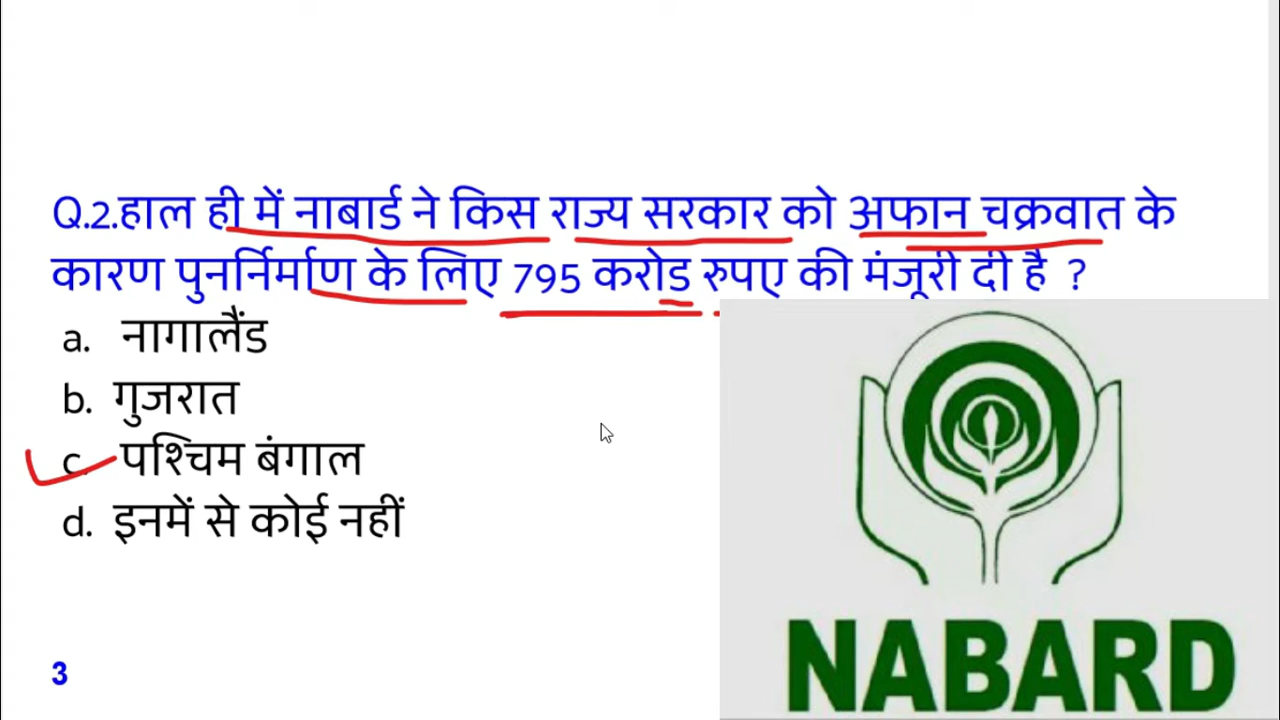 Q.2.हाल ही में नाबार्ड ने किस राज्य सरकार को अफान चक्रवात के
कारण पुनर्निर्माण के लिए 795 करोड रुपए की मंजूरी दी है ?
a. नागालैंड
b. गुजरात
c. पश्चिम बंगाल
d. इनमें से कोई नहीं
NABARD
3